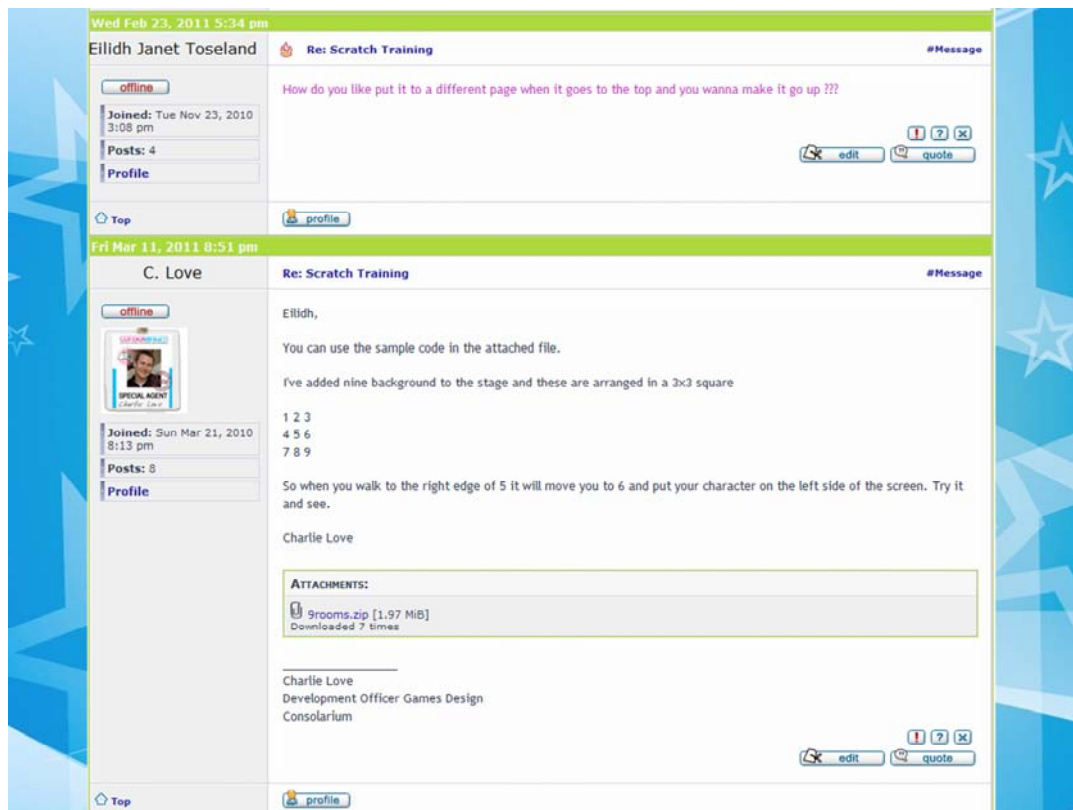 Wed Feb 23, 2011 5:34 pm
Eilidh Janet Toseland
Re: Scratch Training
#Message
offline
How do you like put it to a different page when it goes to the top and you wanna make it go up ???
Joined: Tue Nov 23, 2010
3:08 pm
Posts: 4
Profile
edit
quote
Top
profile
Fri Mar 11, 2011 8:51 pm
C. Love
Re: Scratch Training
#Message
offline
SPECIAL AGENT
Charlie Love
Joined: Sun Mar 21, 2010
8:13 pm
Posts: 8
Profile
Eilidh,
You can use the sample code in the attached file.
I've added nine background to the stage and these are arranged in a 3x3 square
1 2 3
4 5 6
7 8 9
So when you walk to the right edge of 5 it will move you to 6 and put your character on the left side of the screen. Try it
and see.
Charlie Love
ATTACHMENTS:
9rooms.zip [1.97 MiB]
Downloaded 7 times
Charlie Love
Development Officer Games Design
Consolarium
edit
quote
Top
profile